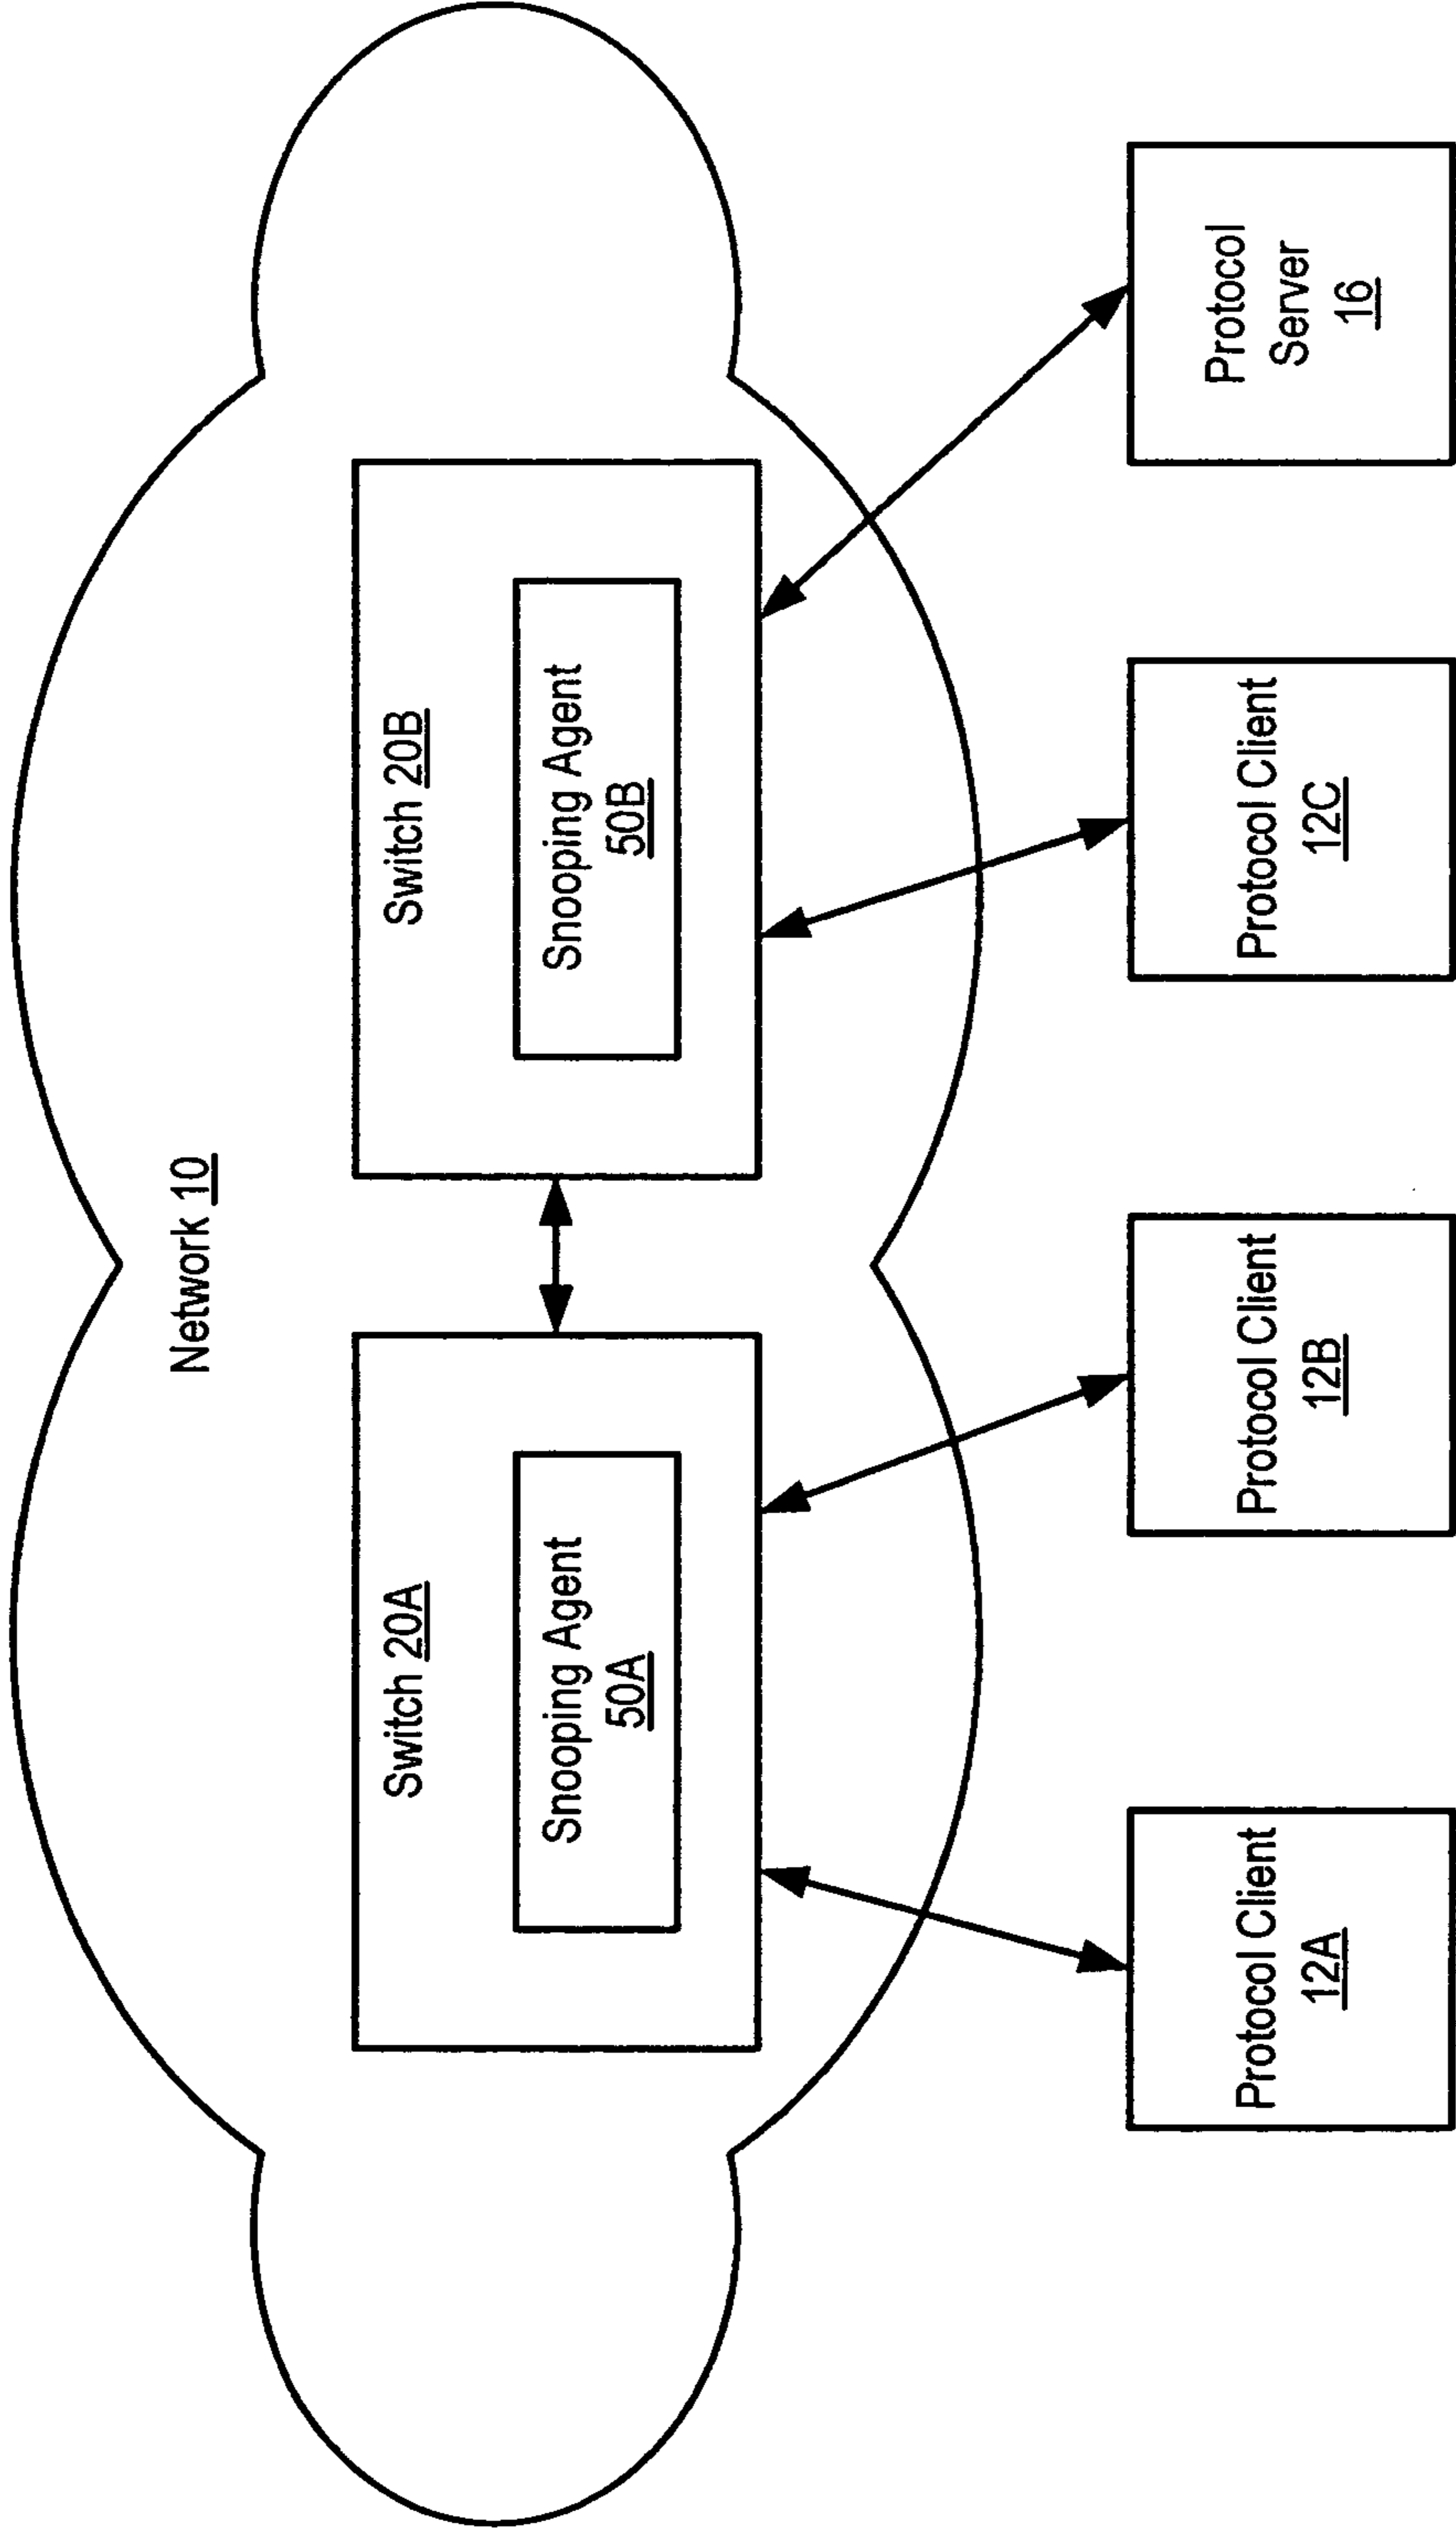 Network 10
Switch 20A
Snooping Agent
50A
Switch 20B
Snooping Agent
50B
Protocol Client
12A
Protocol Client
12B
Protocol Client
12C
Protocol
Server
16